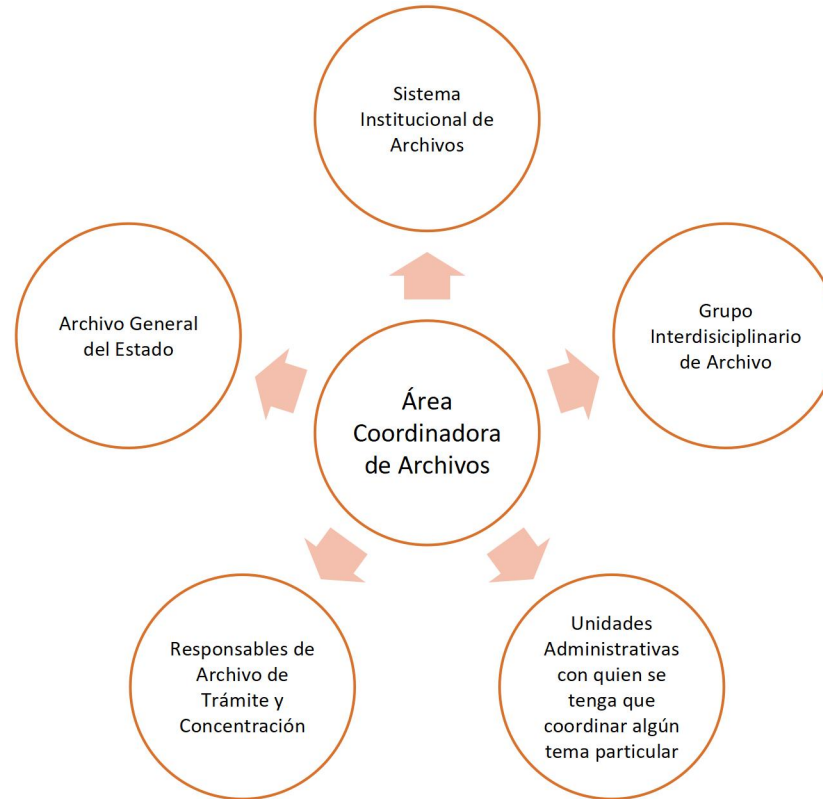 Sistema
Institucional de
Archivos
Archivo General
del Estado
Grupo
Interdisiciplinario
de Archivo
Área
Coordinadora
de Archivos
Responsables de
Archivo de
Trámite y
Concentración
Unidades
Administrativas
con quien se
tenga que
coordinar algún
tema particular